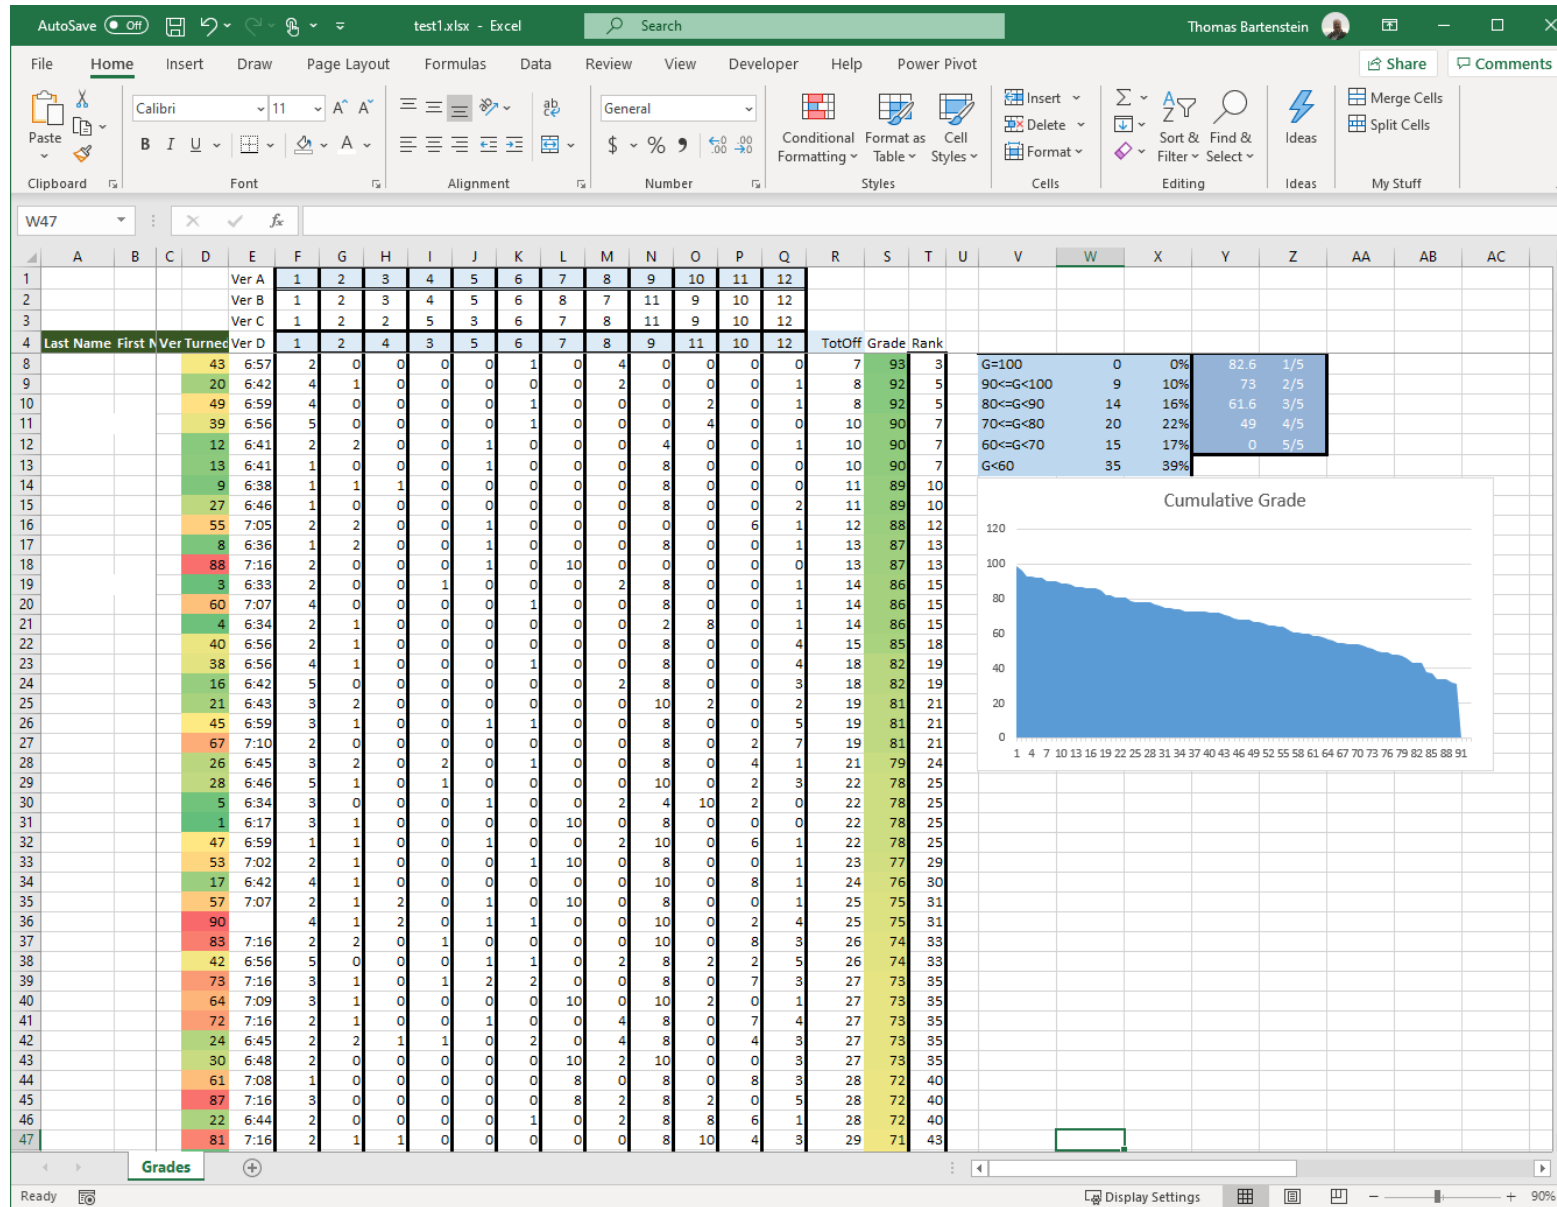 AutoSave Off test1.xlsx - Excel Search Thomas Bartenstein
File Home Insert Draw Page Layout Formulas Data Review View Developer Help Power Pivot Share Comments
Paste Calibri 11 General Conditional Formatting Format as Table Cell Styles Insert Delete Format Sort & Filter Find & Select Ideas Merge Cells Split Cells
Clipboard Font Alignment Number Styles Cells Editing Ideas My Stuff
W47 fx
A B C D E F G H I J K L M N O P Q R S T U V W X Y Z AA AB AC
1 Ver A 1 2 3 4 5 6 7 8 9 10 11 12
2 Ver B 1 2 3 4 5 6 8 7 11 9 10 12
3 Ver C 1 2 2 5 3 6 7 8 11 9 10 12
4 Last Name First N Ver Turned Ver D 1 2 4 3 5 6 7 8 9 11 10 12 TotOff Grade Rank
8 43 6:57 2 0 0 0 0 1 0 4 0 0 0 0 7 93 3 G=100 0 0% 82.6 1/5
9 20 6:42 4 1 0 0 0 0 0 2 0 0 0 1 8 92 5 90<=G<100 9 10% 73 2/5
10 49 6:59 4 0 0 0 0 1 0 0 0 2 0 1 8 92 5 80<=G<90 14 16% 61.6 3/5
11 39 6:56 5 0 0 0 0 1 0 0 0 4 0 0 10 90 7 70<=G<80 20 22% 49 4/5
12 12 6:41 2 2 0 0 1 0 0 0 4 0 0 1 10 90 7 60<=G<70 15 17% 0 5/5
13 13 6:41 1 0 0 0 1 0 0 0 8 0 0 0 10 90 7 G<60 35 39%
14 9 6:38 1 1 1 0 0 0 0 0 8 0 0 0 11 89 10
15 27 6:46 1 0 0 0 0 0 0 0 8 0 0 2 11 89 10
16 55 7:05 2 2 0 0 1 0 0 0 0 0 6 1 12 88 12
17 8 6:36 1 2 0 0 1 0 0 0 8 0 0 1 13 87 13
18 88 7:16 2 0 0 0 1 0 10 0 0 0 0 0 13 87 13
19 3 6:33 2 0 0 1 0 0 0 2 8 0 0 1 14 86 15
20 60 7:07 4 0 0 0 0 1 0 0 8 0 0 1 14 86 15
21 4 6:34 2 1 0 0 0 0 0 0 2 8 0 1 14 86 15
22 40 6:56 2 1 0 0 0 0 0 0 8 0 0 4 15 85 18
23 38 6:56 4 1 0 0 0 1 0 0 8 0 0 4 18 82 19
24 16 6:42 5 0 0 0 0 0 0 2 8 0 0 3 18 82 19
25 21 6:43 3 2 0 0 0 0 0 0 10 2 0 2 19 81 21
26 45 6:59 3 1 0 0 1 1 0 0 8 0 0 5 19 81 21
27 67 7:10 2 0 0 0 0 0 0 0 8 0 2 7 19 81 21
28 26 6:45 3 2 0 2 0 1 0 0 8 0 4 1 21 79 24
29 28 6:46 5 1 0 1 0 0 0 0 10 0 2 3 22 78 25
30 5 6:34 3 0 0 0 1 0 0 2 4 10 2 0 22 78 25
31 1 6:17 3 1 0 0 0 0 10 0 8 0 0 0 22 78 25
32 47 6:59 1 1 0 0 1 0 0 2 10 0 6 1 22 78 25
33 53 7:02 2 1 0 0 0 1 10 0 8 0 0 1 23 77 29
34 17 6:42 4 1 0 0 0 0 0 0 10 0 8 1 24 76 30
35 57 7:07 2 1 2 0 1 0 10 0 8 0 0 1 25 75 31
36 90 4 1 2 0 1 1 0 0 10 0 2 4 25 75 31
37 83 7:16 2 2 0 1 0 0 0 0 10 0 8 3 26 74 33
38 42 6:56 5 0 0 0 1 1 0 2 8 2 2 5 26 74 33
39 73 7:16 3 1 0 1 2 2 0 0 8 0 7 3 27 73 35
40 64 7:09 3 1 0 0 0 0 10 0 10 2 0 1 27 73 35
41 72 7:16 2 1 0 0 1 0 0 4 8 0 7 4 27 73 35
42 24 6:45 2 2 1 1 0 2 0 4 8 0 4 3 27 73 35
43 30 6:48 2 0 0 0 0 0 10 2 10 0 0 3 27 73 35
44 61 7:08 1 0 0 0 0 0 8 0 8 0 8 3 28 72 40
45 87 7:16 3 0 0 0 0 0 8 2 8 2 0 5 28 72 40
46 22 6:44 2 0 0 0 0 1 0 2 8 8 6 1 28 72 40
47 81 7:16 2 1 1 0 0 0 0 0 8 10 4 3 29 71 43
Cumulative Grade
120
100
80
60
40
20
0
1 4 7 10 13 16 19 22 25 28 31 34 37 40 43 46 49 52 55 58 61 64 67 70 73 76 79 82 85 88 91
Grades
Ready Display Settings 90%